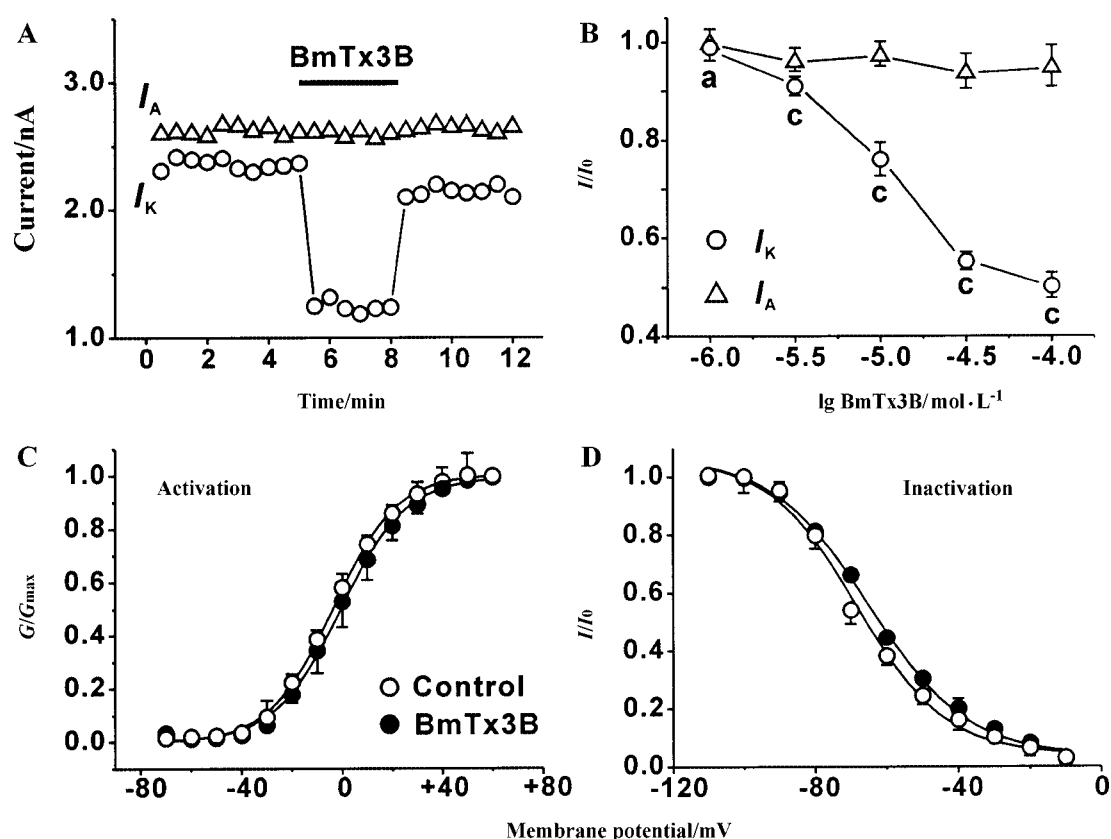 A
BmTx3B
3.0
2.0
1.0
Current/nA
IA
IK
0 2 4 6 8 10 12
Time/min
B
1.0
0.8
0.6
0.4
I/I0
a
c
c
c
c
IK
IA
-6.0 -5.5 -5.0 -4.5 -4.0
lg BmTx3B/mol·L-1
C
Activation
1.0
0.8
0.6
0.4
0.2
0.0
G/Gmax
Control
BmTx3B
-80 -40 0 +40 +80
D
Inactivation
1.0
0.8
0.6
0.4
0.2
0.0
I/I0
-120 -80 -40 0
Membrane potential/mV